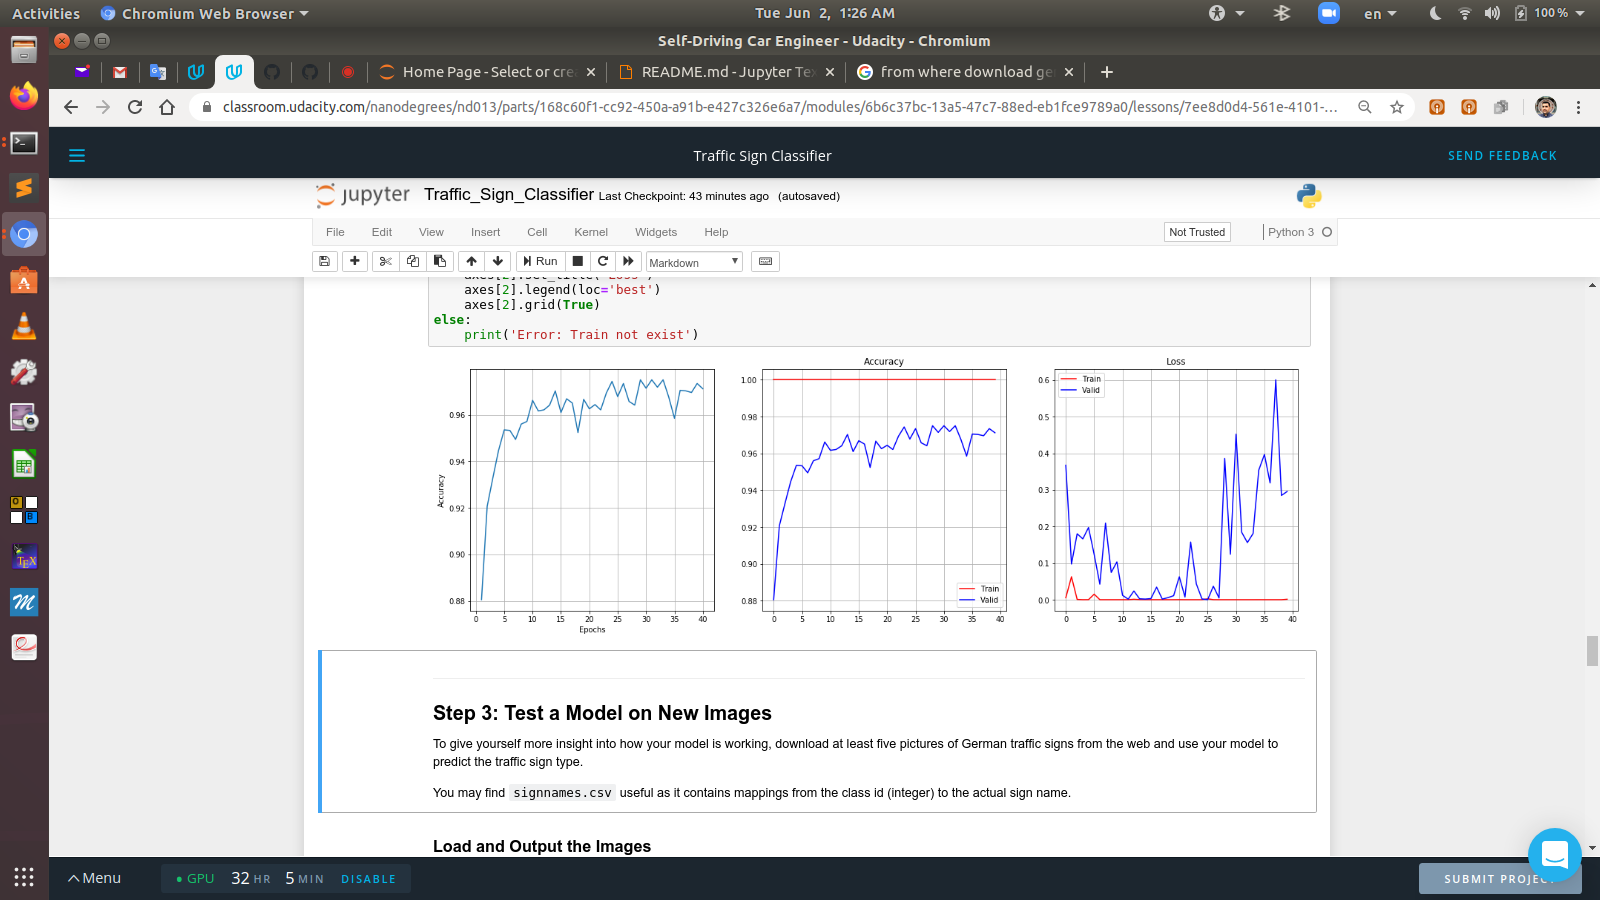 Activities
Chromium Web Browser
Tue Jun 2, 1:26 AM
en
100 %
Self-Driving Car Engineer - Udacity - Chromium
Home Page - Select or cre
README.md - Jupyter Te
from where download ge
classroom.udacity.com/nanodegrees/nd013/parts/168c60f1-cc92-450a-a91b-e427c326e6a7/modules/6b6c37bc-13a5-47c7-88ed-eb1fce9789a0/lessons/7ee8d0d4-561e-4101-...
Traffic Sign Classifier
SEND FEEDBACK
jupyter
Traffic_Sign_Classifier Last Checkpoint: 43 minutes ago (autosaved)
File Edit View Insert Cell Kernel Widgets Help
Not Trusted
Python 3
Run
Markdown
axes[2].set_title('Loss')
axes[2].legend(loc='best')
axes[2].grid(True)
else:
print('Error: Train not exist')
0.96
0.94
0.92
0.90
0.88
Accuracy
0 5 10 15 20 25 30 35 40
Epochs
Accuracy
1.00
0.98
0.96
0.94
0.92
0.90
0.88
Train
Valid
0 5 10 15 20 25 30 35 40
Loss
Train
Valid
0.6
0.5
0.4
0.3
0.2
0.1
0.0
0 5 10 15 20 25 30 35 40
Step 3: Test a Model on New Images
To give yourself more insight into how your model is working, download at least five pictures of German traffic signs from the web and use your model to
predict the traffic sign type.
You may find signnames.csv useful as it contains mappings from the class id (integer) to the actual sign name.
Load and Output the Images
Menu
GPU 32 HR 5 MIN DISABLE
SUBMIT PROJECT